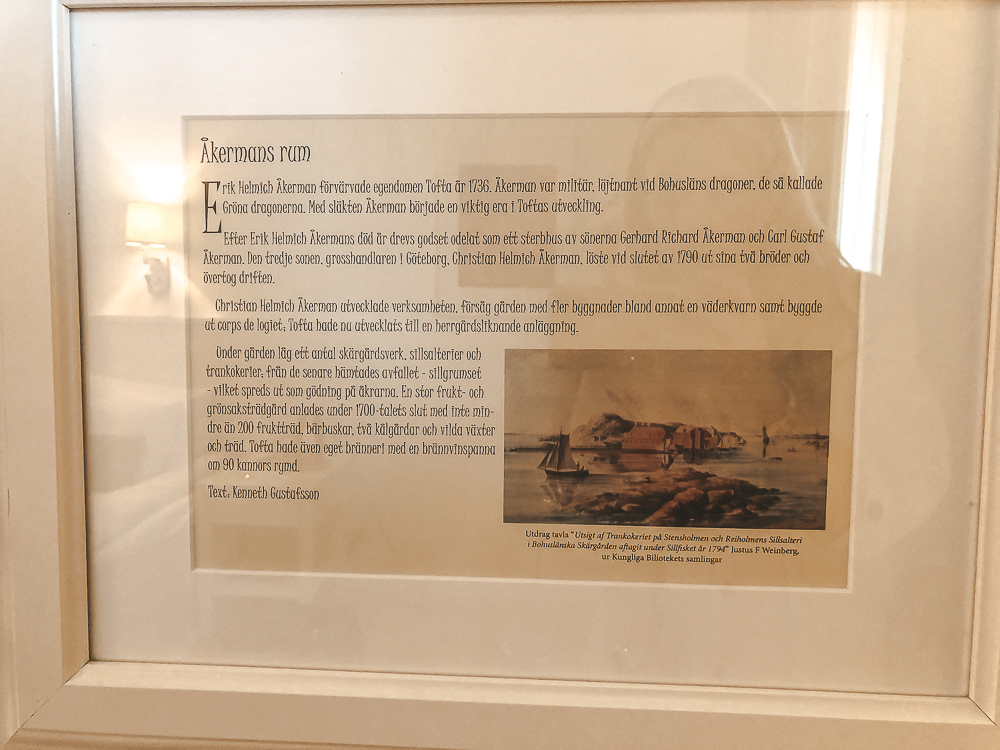 Åkermans rum
Erik Helmich Åkerman förvärvade egendomen Tofta år 1736. Åkerman var militär, löjtnant vid Bohusläns dragoner, de så kallade
Gröna dragonerna. Med släkten Åkerman började en viktig era i Toftas utveckling.
Efter Erik Helmich Åkermans död är drevs godset odelat som ett sterbhus av sönerna Gerhard Richard Åkerman och Carl Gustaf
Åkerman. Den tredje sonen, grosshandlaren i Göteborg, Christian Helmich Åkerman, löste vid slutet av 1790 ut sina två bröder och
övertog driften.
Christian Helmich Åkerman utvecklade verksamheten, försåg gården med fler byggnader bland annat en väderkvarn samt byggde
ut corps de logiet; Tofta hade nu utvecklats till en herrgårdsliknande anläggning.
Under gården låg ett antal skärgårdsverk, sillsalterier och
trankokerier; från de senare hämtades avfallet - sillgrumset
- vilket spreds ut som gödning på åkrarna. En stor frukt- och
grönsaksträdgård anlades under 1700-talets slut med inte min-
dre än 200 fruktträd, bärbuskar, två kålgårdar och vilda växter
och träd. Tofta hade även eget bränneri med en brännvinspanna
om 90 kannors rymd.
Text: Kenneth Gustafsson
Utdrag tavla "Utsigt af Trankokeriet på Stensholmen och Reiholmens Sillsalteri
i Bohuslänska Skärgården aftagit under Sillfisket år 1794" Justus F Weinberg,
ur Kungliga Biliotekets samlingar